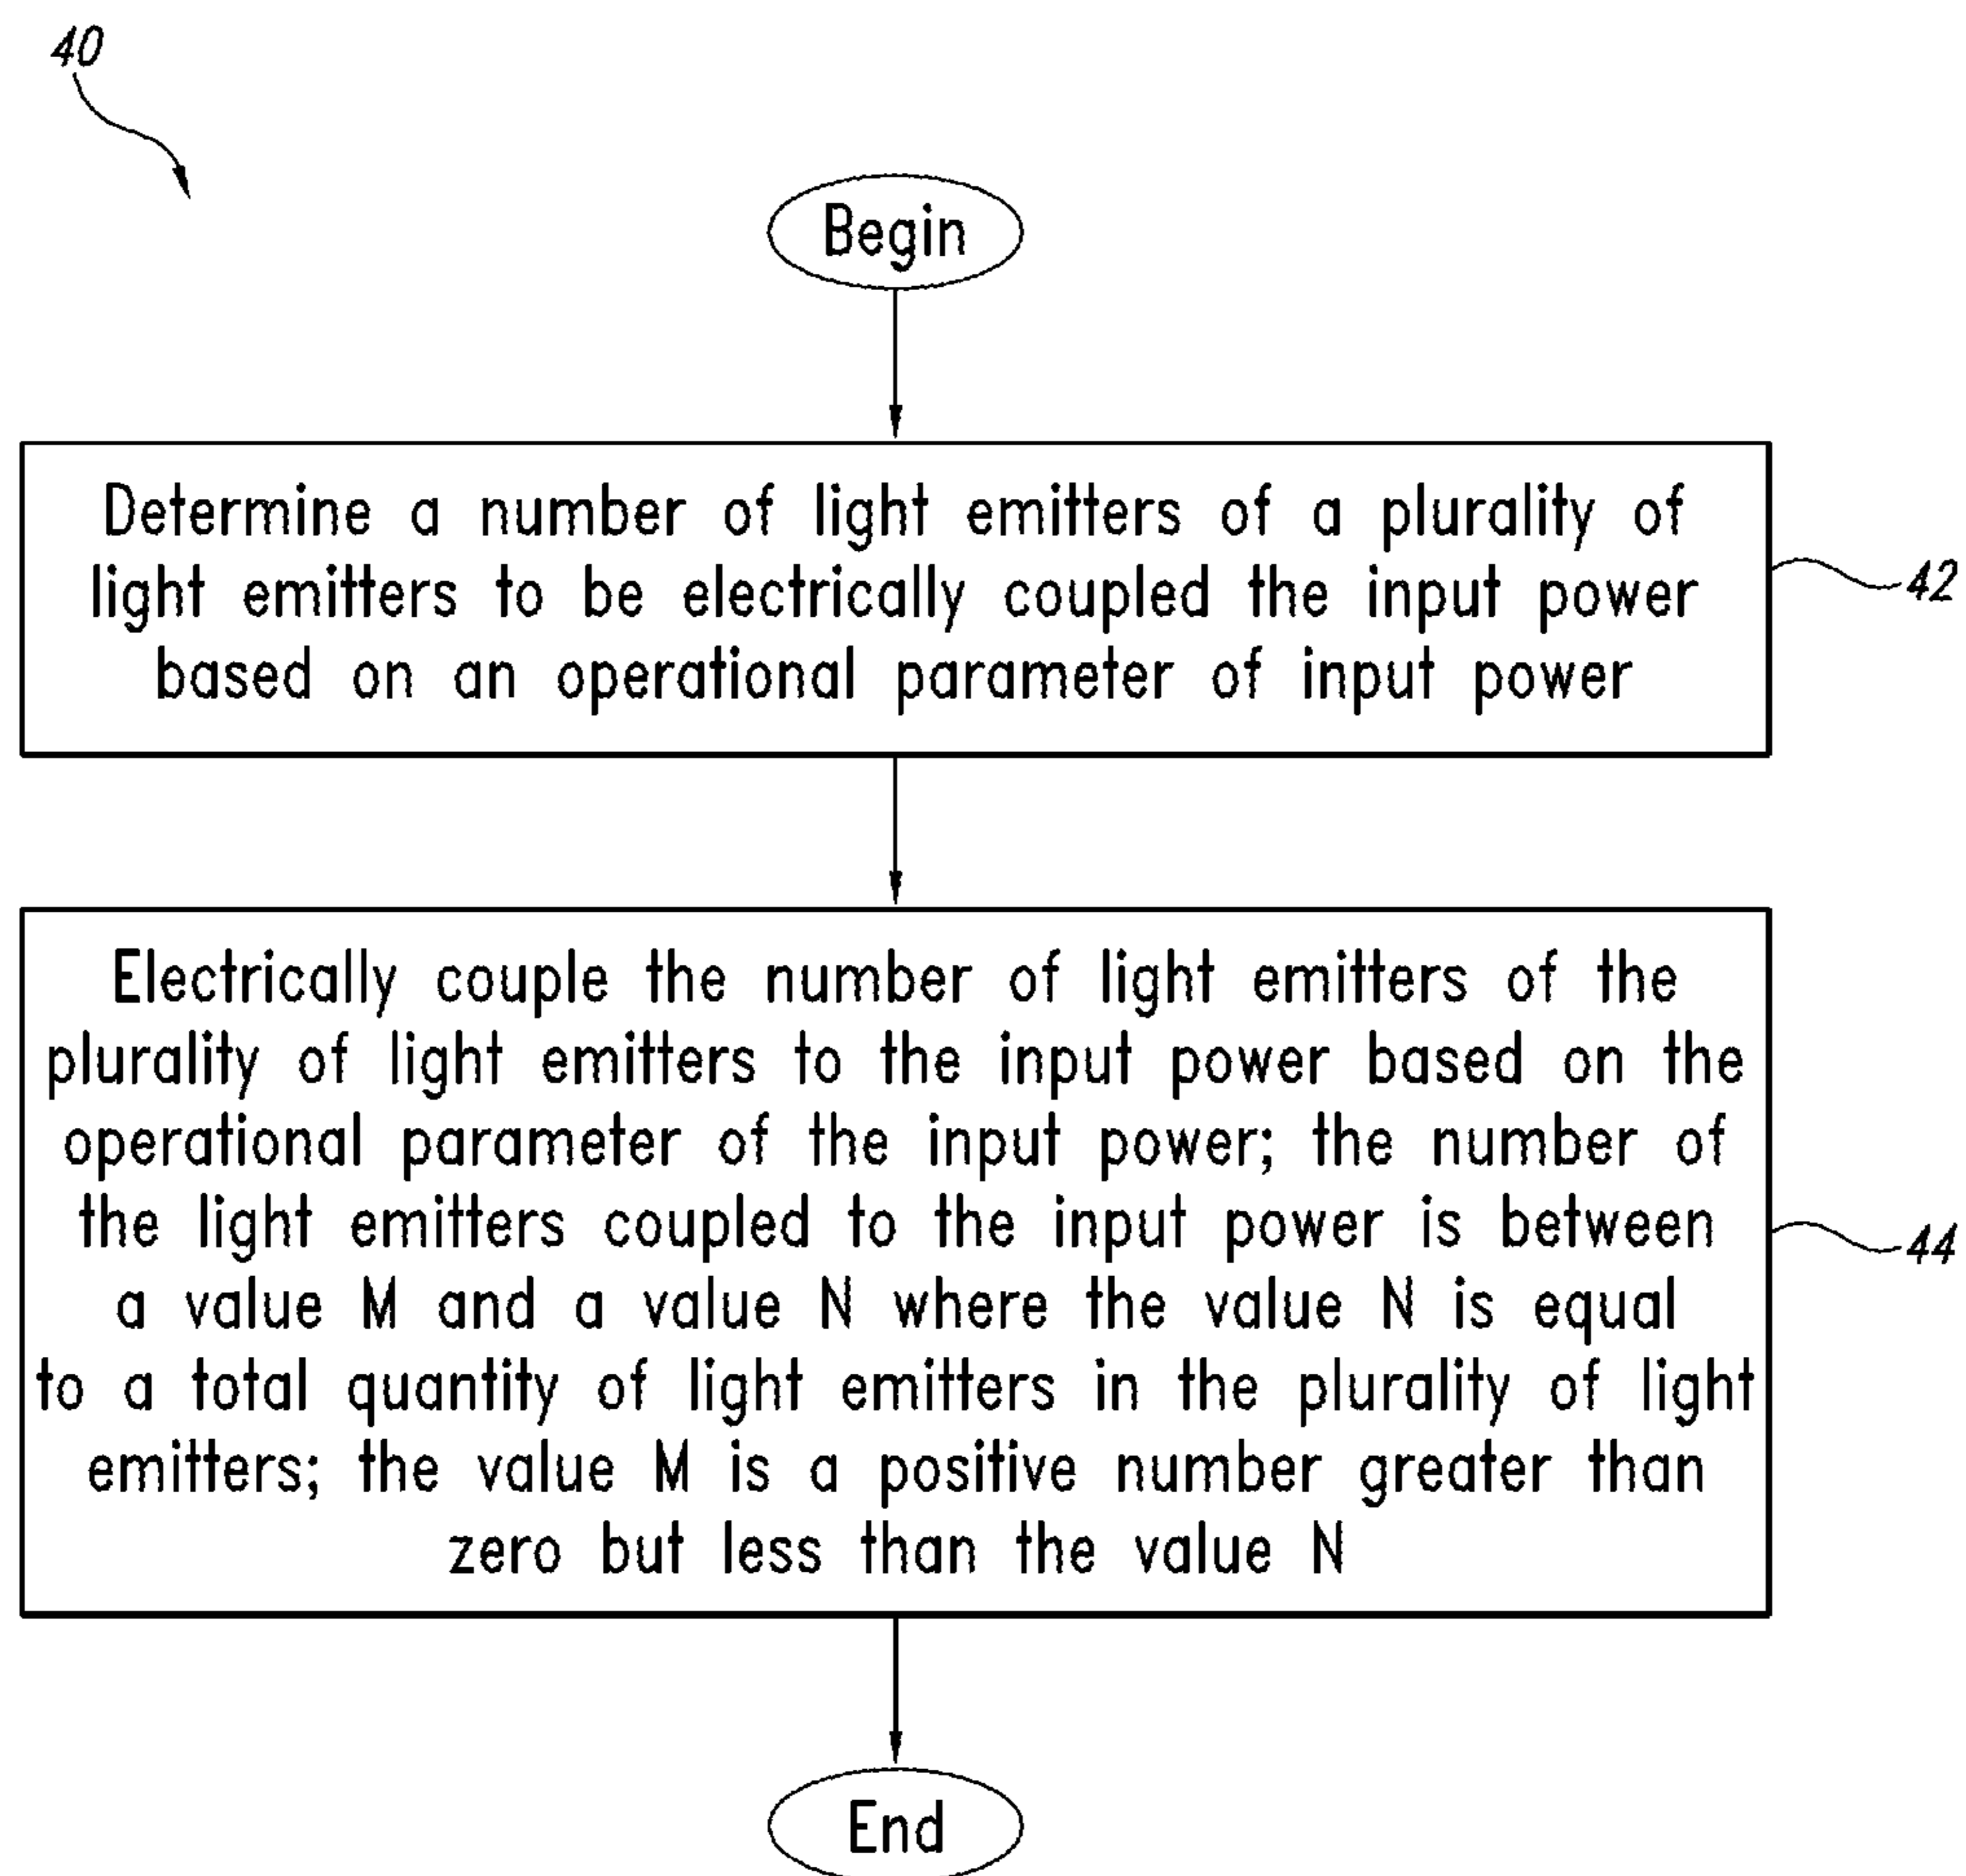 40
Begin
Determine a number of light emitters of a plurality of
light emitters to be electrically coupled the input power
based on an operational parameter of input power
42
Electrically couple the number of light emitters of the
plurality of light emitters to the input power based on the
operational parameter of the input power; the number of
the light emitters coupled to the input power is between
a value M and a value N where the value N is equal
to a total quantity of light emitters in the plurality of light
emitters; the value M is a positive number greater than
zero but less than the value N
44
End